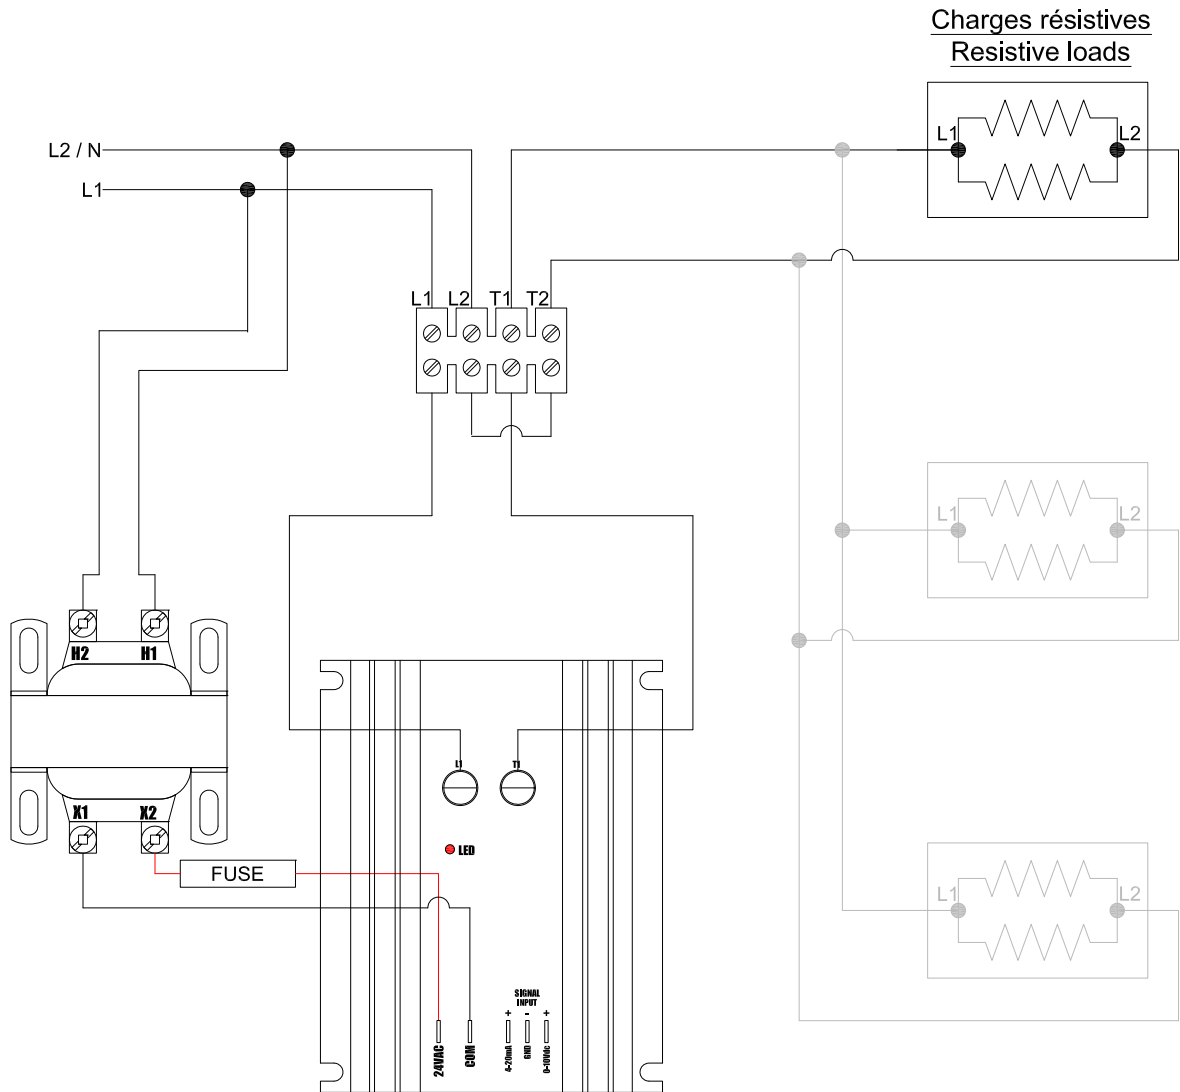 Charges résistives
Resistive loads
L1 L2
L2 / N
L1
L1 L2 T1 T2
L1 L2
H2 H1
L1 T1
X1 X2
LED
FUSE
L1 L2
SIGNAL
INPUT
+ - +
24VAC
COM
4-20mA
GND
0-10Vdc